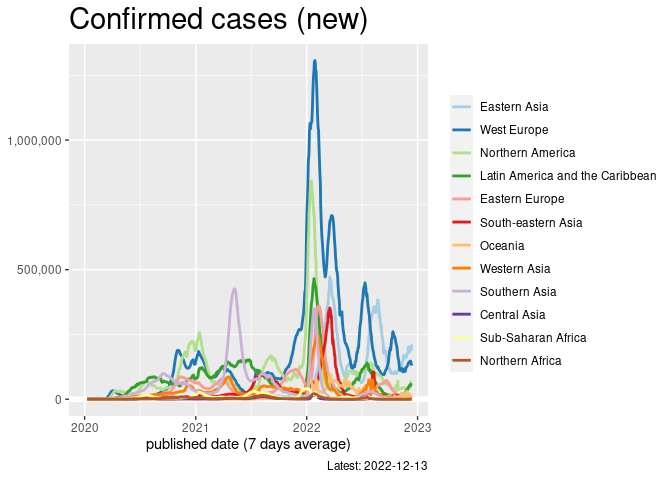 Confirmed cases (new)
1,000,000
500,000
0
2020
2021
2022
2023
published date (7 days average)
Latest: 2022-12-13
Eastern Asia
West Europe
Northern America
Latin America and the Caribbean
Eastern Europe
South-eastern Asia
Oceania
Western Asia
Southern Asia
Central Asia
Sub-Saharan Africa
Northern Africa